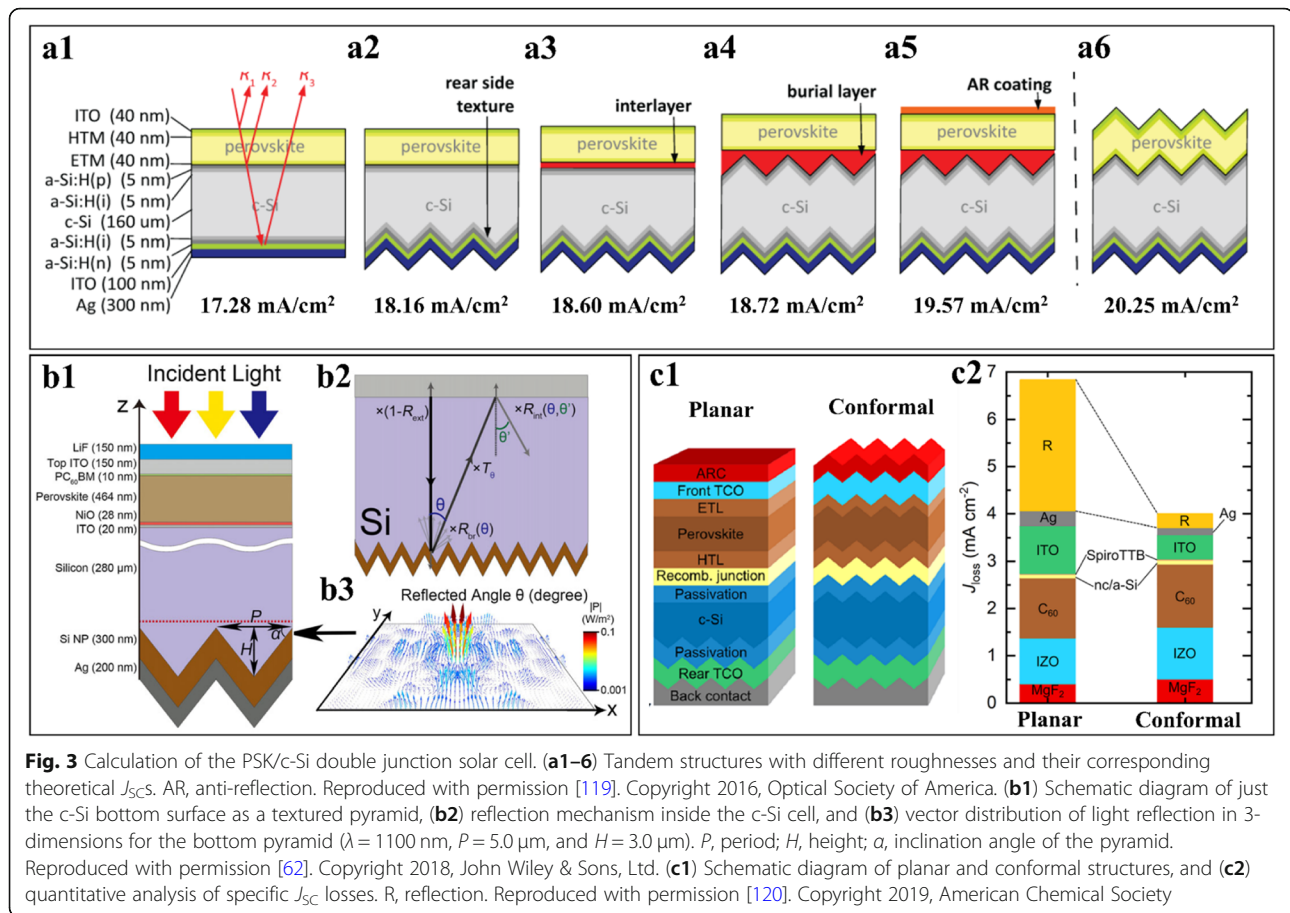 a1
a2
a3
a4
a5
a6
R1
R2
R3
ITO (40 nm)
HTM (40 nm)
ETM (40 nm)
a-Si:H(p) (5 nm)
a-Si:H(i) (5 nm)
c-Si (160 um)
a-Si:H(i) (5 nm)
a-Si:H(n) (5 nm)
ITO (100 nm)
Ag (300 nm)
perovskite
c-Si
17.28 mA/cm²
rear side
texture
perovskite
c-Si
18.16 mA/cm²
interlayer
perovskite
c-Si
18.60 mA/cm²
burial layer
perovskite
c-Si
18.72 mA/cm²
AR coating
perovskite
c-Si
19.57 mA/cm²
perovskite
c-Si
20.25 mA/cm²
b1
Incident Light
z
LiF (150 nm)
Top ITO (150 nm)
PC₆₀BM (10 nm)
Perovskite (464 nm)
NiO (28 nm)
ITO (20 nm)
Silicon (280 µm)
Si NP (300 nm)
Ag (200 nm)
P
α
H
b2
×(1-Rext)
×Rint(θ,θ')
θ'
×Tθ
θ
×Rbr(θ)
Si
b3
Reflected Angle θ (degree)
y
x
|P|
(W/m²)
0.1
0.001
c1
Planar
Conformal
ARC
Front TCO
ETL
Perovskite
HTL
Recomb. junction
Passivation
c-Si
Passivation
Rear TCO
Back contact
c2
Jloss (mA cm⁻²)
7
6
5
4
3
2
1
0
R
Ag
ITO
C₆₀
IZO
MgF₂
SpiroTTB
nc/a-Si
R
Ag
ITO
C₆₀
IZO
MgF₂
Planar
Conformal
Fig. 3 Calculation of the PSK/c-Si double junction solar cell. (a1–6) Tandem structures with different roughnesses and their corresponding
theoretical JSCs. AR, anti-reflection. Reproduced with permission [119]. Copyright 2016, Optical Society of America. (b1) Schematic diagram of just
the c-Si bottom surface as a textured pyramid, (b2) reflection mechanism inside the c-Si cell, and (b3) vector distribution of light reflection in 3-
dimensions for the bottom pyramid (λ = 1100 nm, P = 5.0 μm, and H = 3.0 μm). P, period; H, height; α, inclination angle of the pyramid.
Reproduced with permission [62]. Copyright 2018, John Wiley & Sons, Ltd. (c1) Schematic diagram of planar and conformal structures, and (c2)
quantitative analysis of specific JSC losses. R, reflection. Reproduced with permission [120]. Copyright 2019, American Chemical Society